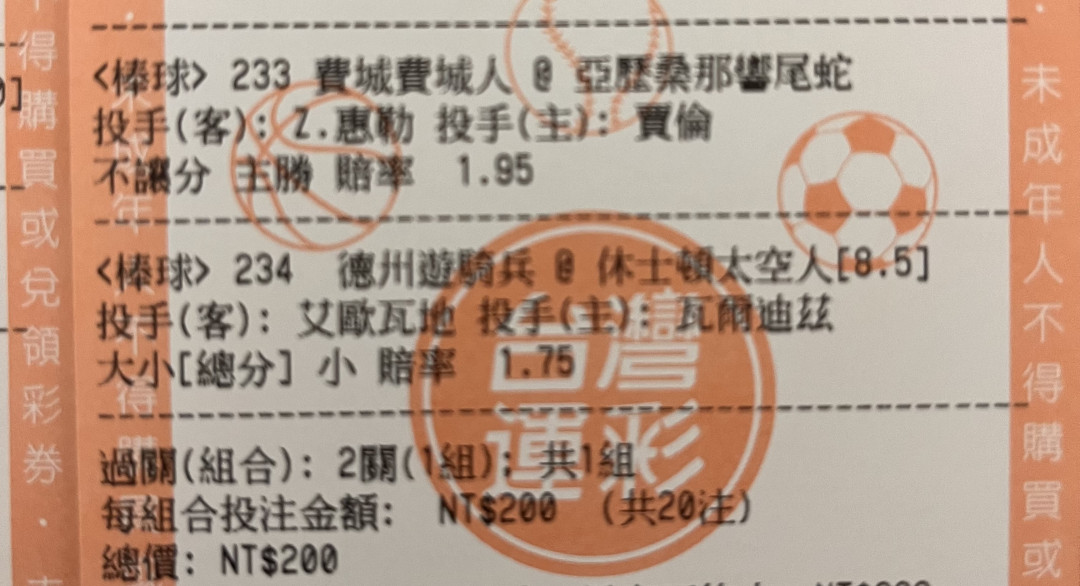 <棒球> 233 費城費城人 @ 亞歷桑那響尾蛇
投手(客): Z.惠勒 投手(主): 賈倫
不讓分 主勝 賠率 1.95
<棒球> 234 德州遊騎兵 @ 休士頓太空人[8.5]
投手(客): 艾歐瓦地 投手(主): 瓦爾迪茲
大小[總分] 小 賠率 1.75
過關(組合): 2關(1組); 共1組
每組合投注金額: NT$200 (共20注)
總價: NT$200
台灣
運彩
得購買或兌領彩券．
未成年人不得購買或